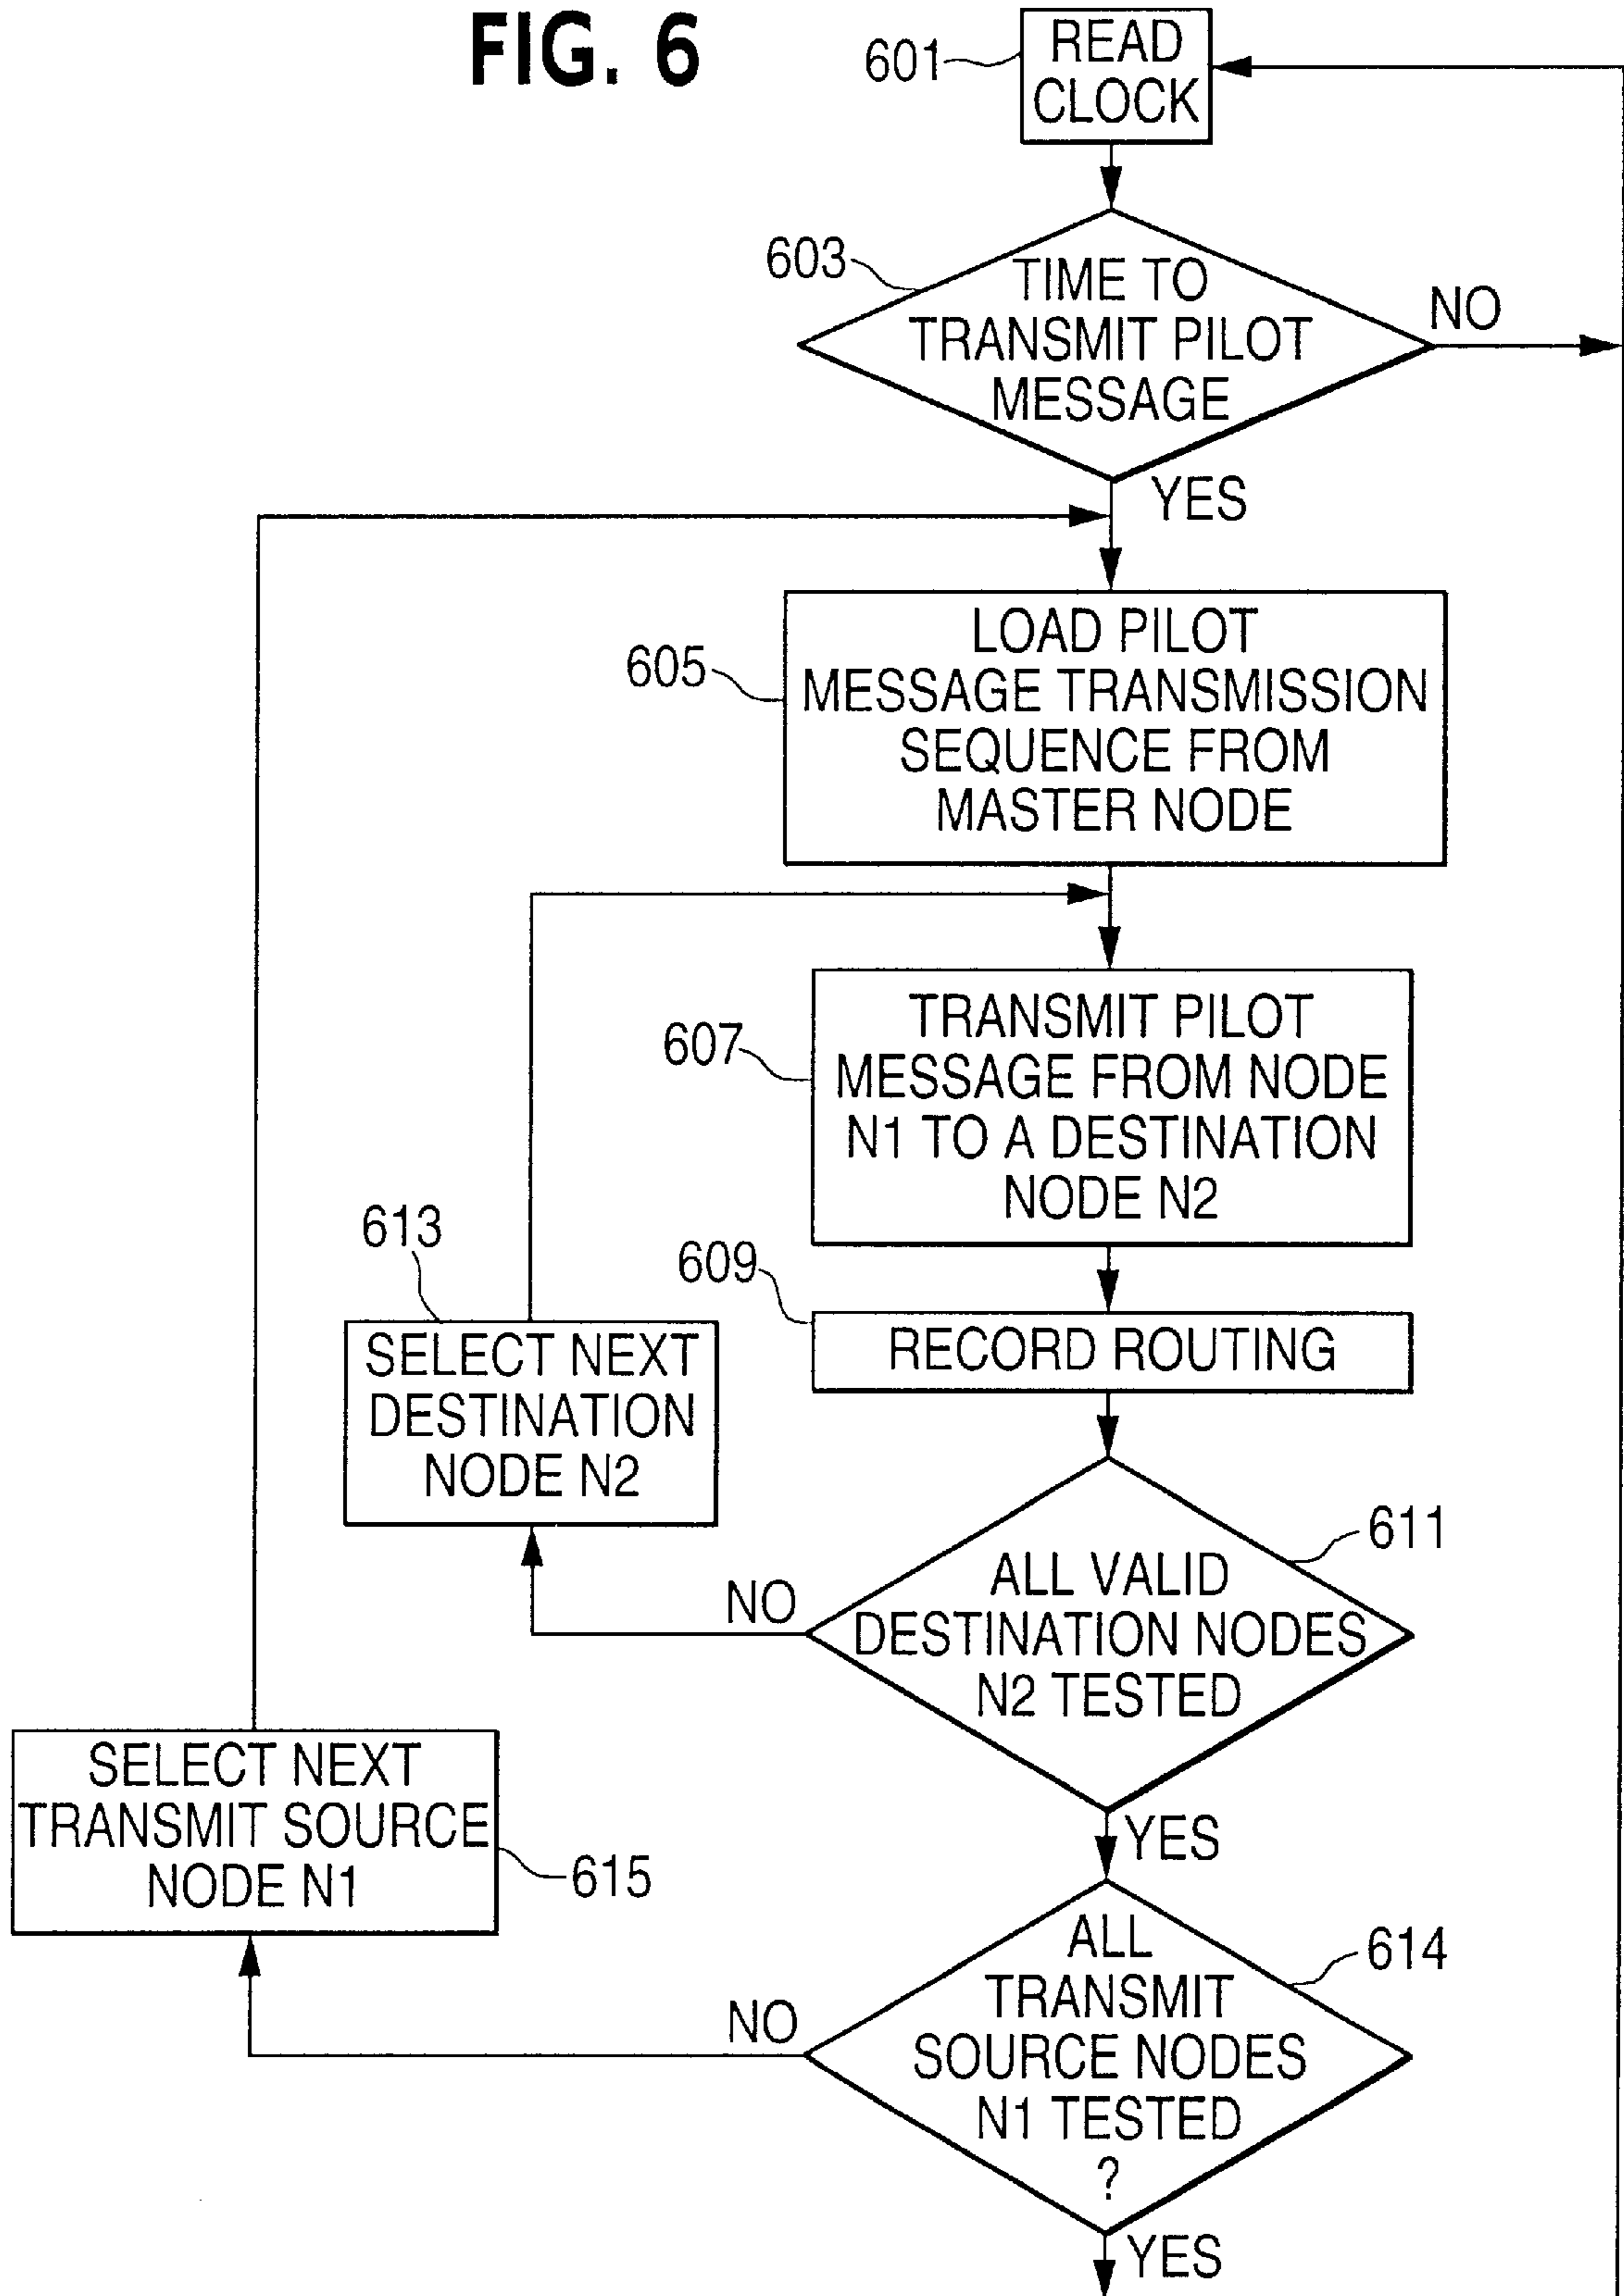 FIG. 6
601
READ
CLOCK
603
TIME TO
TRANSMIT PILOT
MESSAGE
NO
YES
605
LOAD PILOT
MESSAGE TRANSMISSION
SEQUENCE FROM
MASTER NODE
607
TRANSMIT PILOT
MESSAGE FROM NODE
N1 TO A DESTINATION
NODE N2
613
609
SELECT NEXT
DESTINATION
NODE N2
RECORD ROUTING
611
NO
ALL VALID
DESTINATION NODES
N2 TESTED
SELECT NEXT
TRANSMIT SOURCE
NODE N1
615
YES
614
NO
ALL
TRANSMIT
SOURCE NODES
N1 TESTED
?
YES